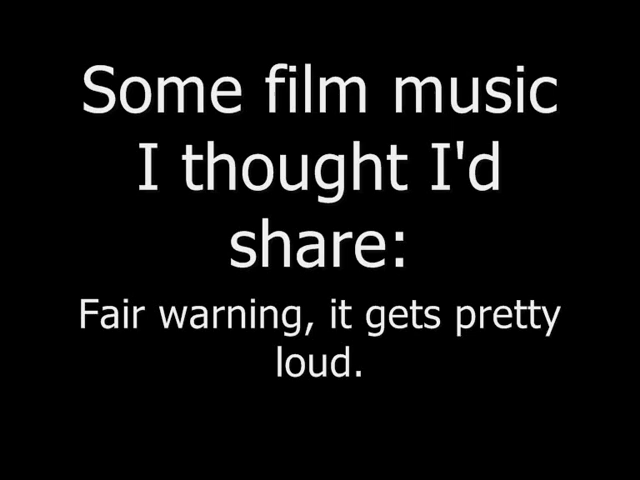 Some film music
I thought I'd
share:
Fair warning, it gets pretty
loud.